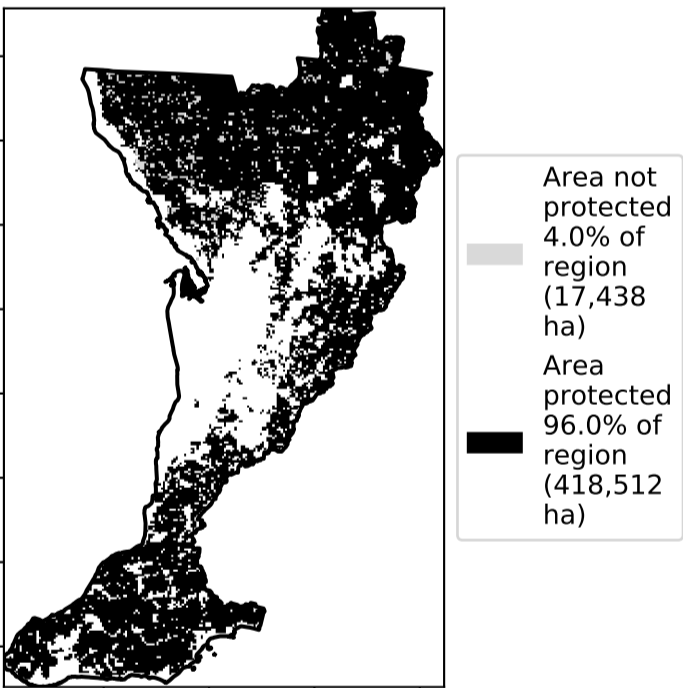 Area not
protected
4.0% of
region
(17,438
ha)
Area
protected
96.0% of
region
(418,512
ha)